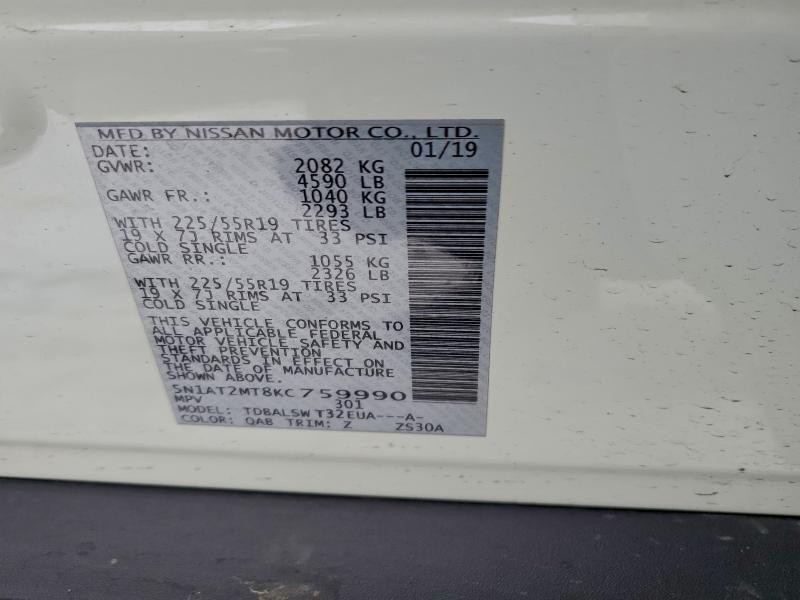 MFD BY NISSAN MOTOR CO., LTD.
DATE: 01/19
GVWR: 2082 KG
4590 LB
GAWR FR.: 1040 KG
2293 LB
WITH 225/55R19 TIRES
19 X 7J RIMS AT 33 PSI
COLD SINGLE
GAWR RR.: 1055 KG
2326 LB
WITH 225/55R19 TIRES
19 X 7J RIMS AT 33 PSI
COLD SINGLE
THIS VEHICLE CONFORMS TO
ALL APPLICABLE FEDERAL
MOTOR VEHICLE SAFETY AND
THEFT PREVENTION
STANDARDS IN EFFECT ON
THE DATE OF MANUFACTURE
SHOWN ABOVE.
5N1AT2MT8KC759990
MPV 301
MODEL: TDBALSW T32EUA---A-
COLOR: QAB TRIM: Z ZS30A